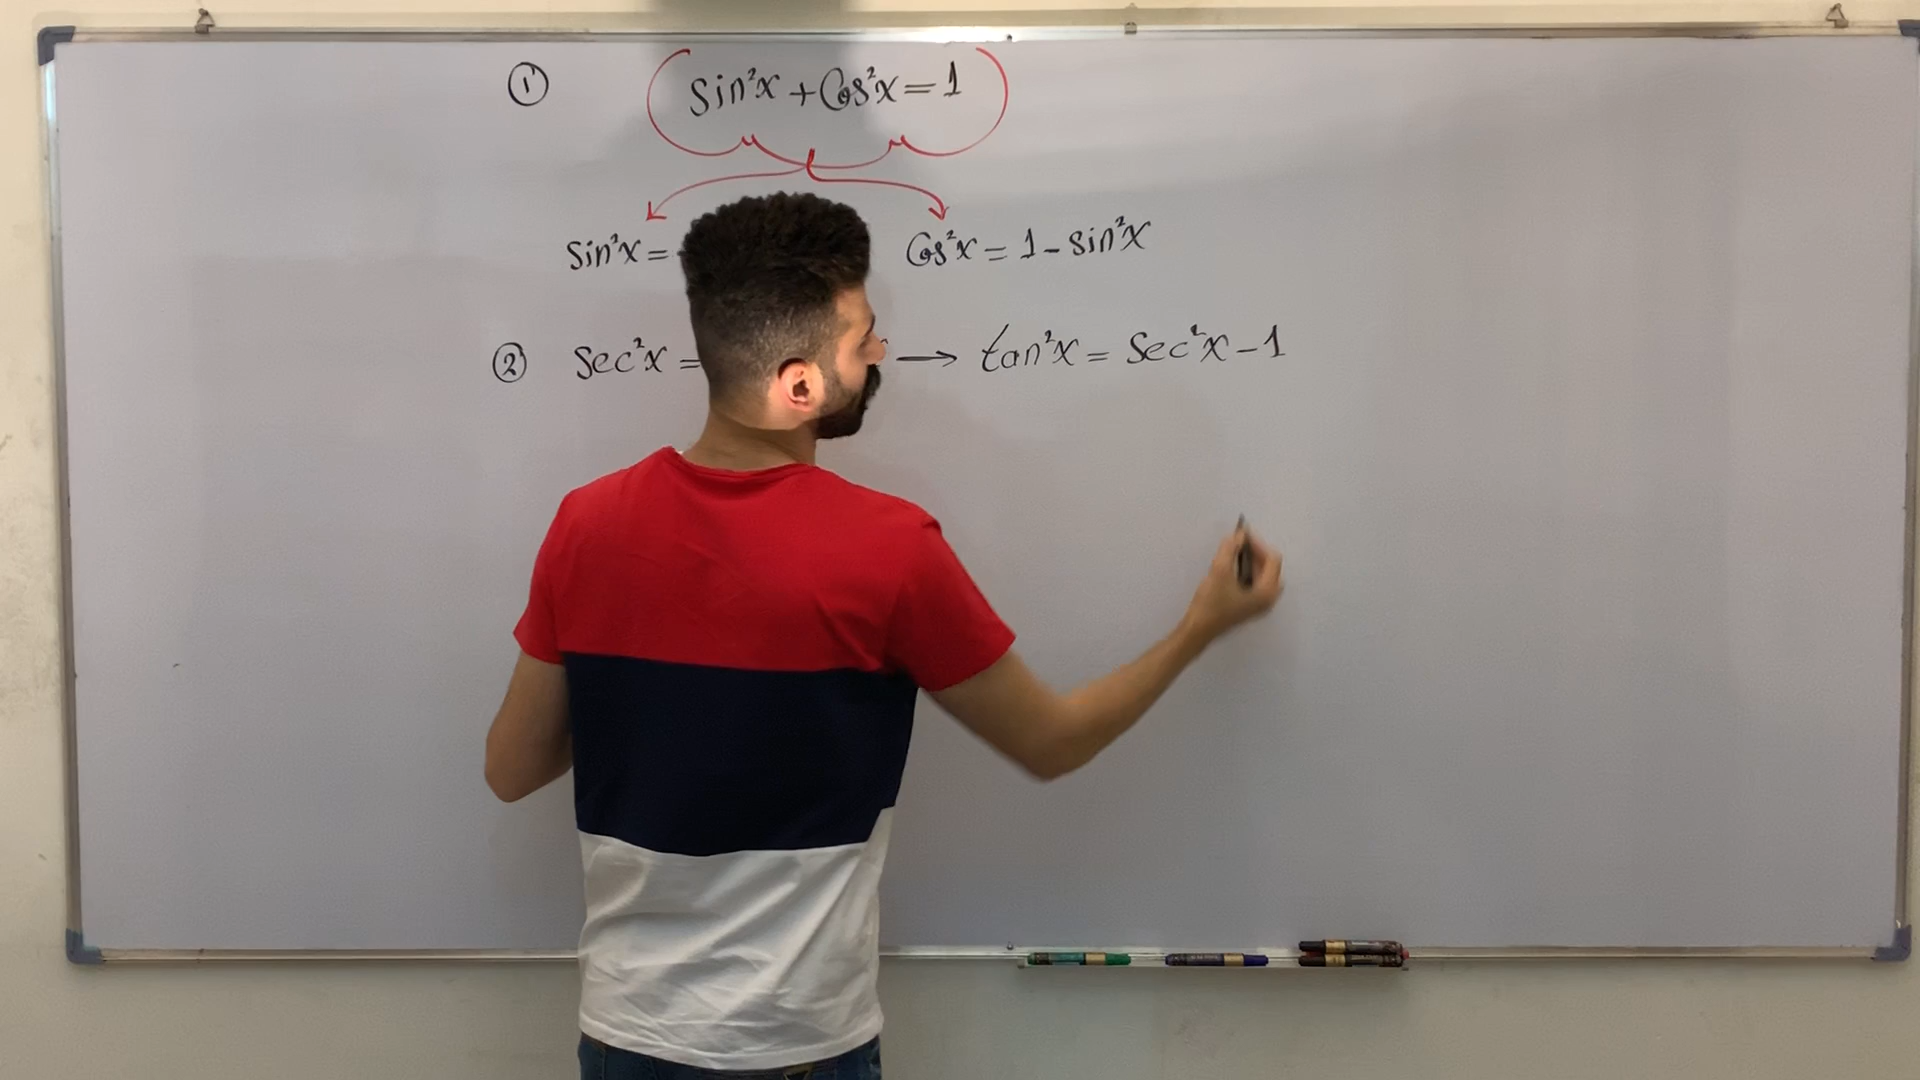 ① sin²x + Cos²x = 1
sin²x = Cos²x = 1 - sin²x
② sec²x = → tan²x = sec²x - 1